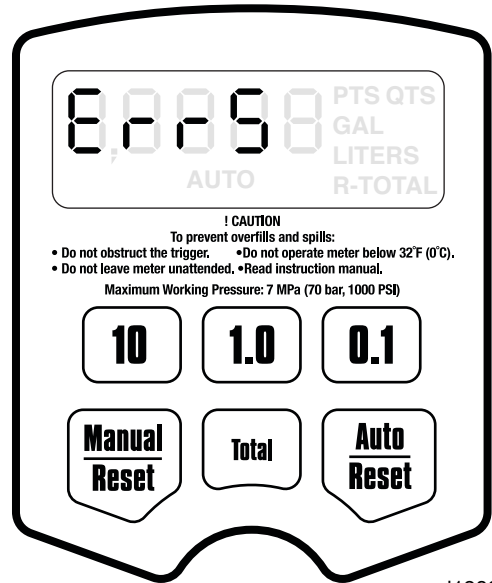 ErrS
PTS QTS
GAL
LITERS
AUTO
R-TOTAL
! CAUTION
To prevent overfills and spills:
• Do not obstruct the trigger. •Do not operate meter below 32°F (0°C).
• Do not leave meter unattended. •Read instruction manual.
Maximum Working Pressure: 7 MPa (70 bar, 1000 PSI)
10 1.0 0.1
Manual Reset
Total
Auto Reset